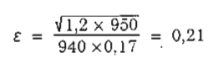 ε = √1,2 × 950 / 940 × 0,17 = 0,21